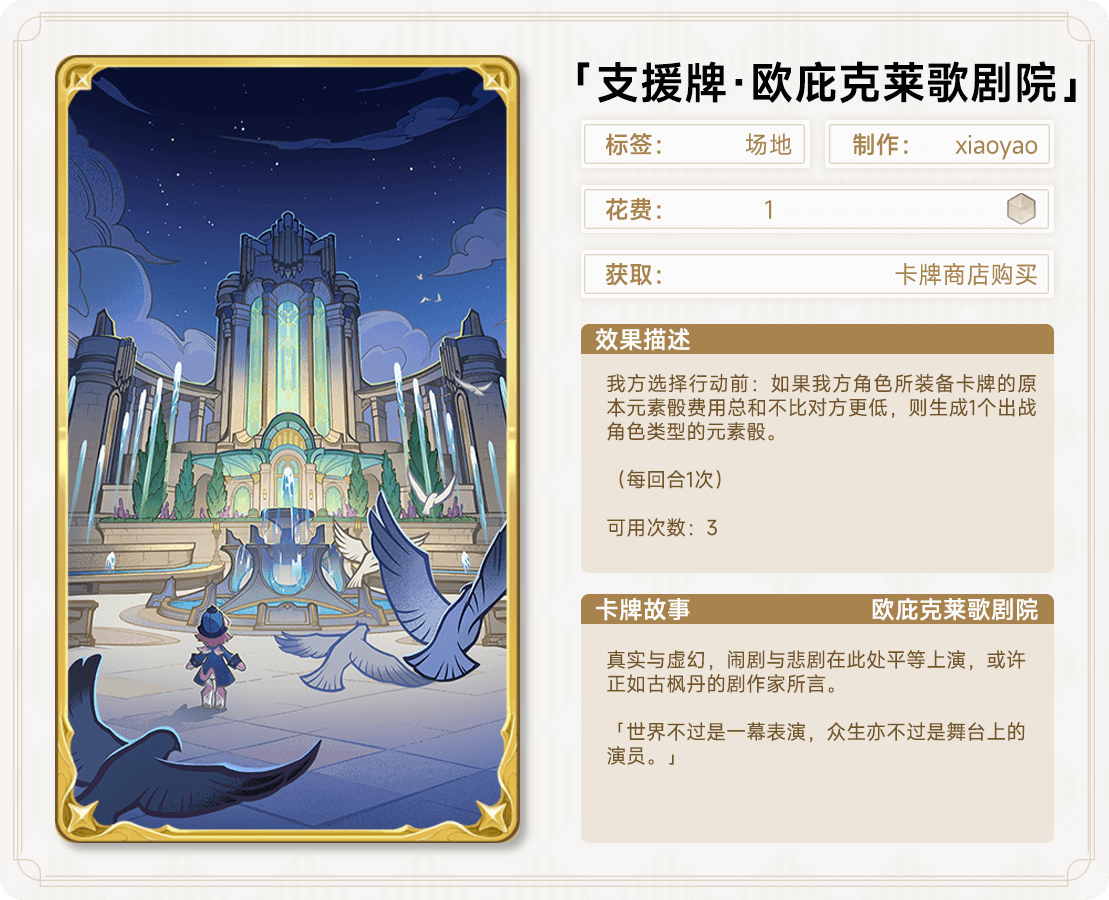 「支援牌·欧庇克莱歌剧院」
标签： 场地 制作： xiaoyao
花费： 1
获取： 卡牌商店购买
效果描述
我方选择行动前：如果我方角色所装备卡牌的原
本元素骰费用总和不比对方更低，则生成1个出战
角色类型的元素骰。
（每回合1次）
可用次数：3
卡牌故事 欧庇克莱歌剧院
真实与虚幻，闹剧与悲剧在此处平等上演，或许
正如古枫丹的剧作家所言。
「世界不过是一幕表演，众生亦不过是舞台上的
演员。」